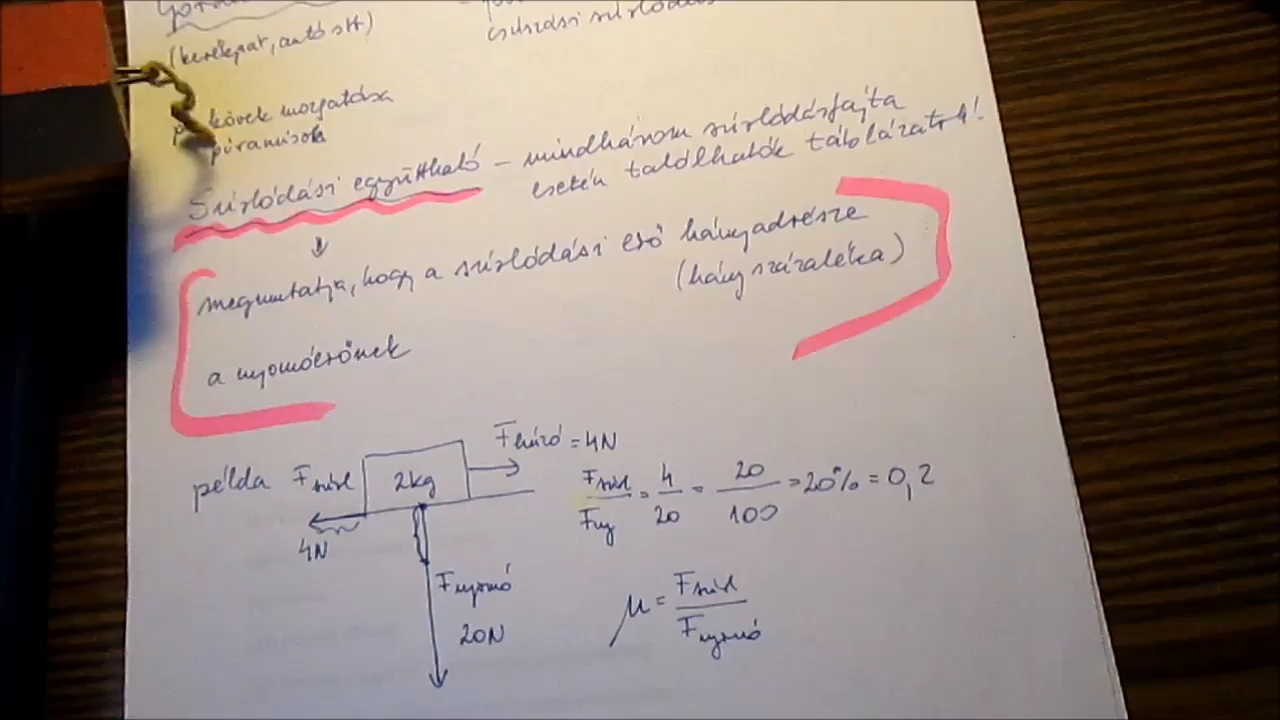 (kerékpár, autó stb)
csúszási súrlódás
kövek mozgatása
piramisok
Súrlódási együttható - mindhárom súrlódásfajta
esetén találhatók táblázatok!
megmutatja, hogy a súrlódási erő hányadrésze
(hány százaléka)
a nyomóerőnek
példa Fsúrl 2kg Fhúzó = 4N
4N
Fsúrl/Fny = 4/20 = 20/100 = 20% = 0,2
Fnyomó
20N
μ = Fsúrl/Fnyomó